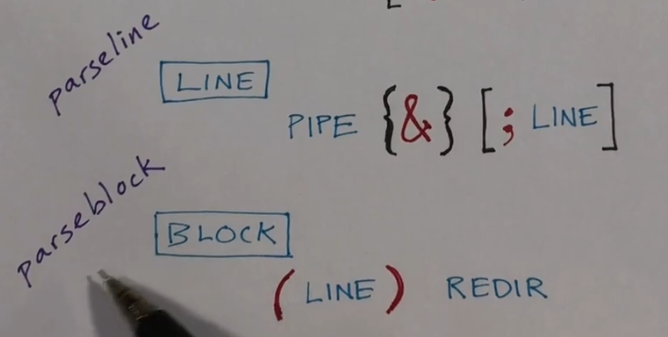 parseline
LINE
PIPE {&} [; LINE]
parseblock
BLOCK
(LINE) REDIR